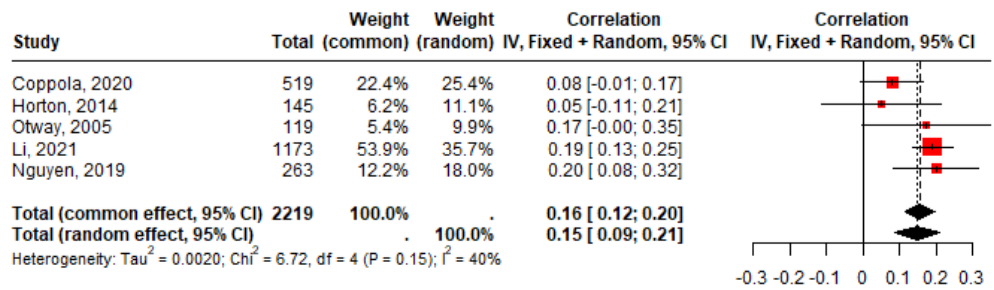 Weight Weight Correlation Correlation
Study Total (common) (random) IV, Fixed + Random, 95% CI IV, Fixed + Random, 95% CI
Coppola, 2020 519 22.4% 25.4% 0.08 [-0.01; 0.17]
Horton, 2014 145 6.2% 11.1% 0.05 [-0.11; 0.21]
Otway, 2005 119 5.4% 9.9% 0.17 [-0.00; 0.35]
Li, 2021 1173 53.9% 35.7% 0.19 [ 0.13; 0.25]
Nguyen, 2019 263 12.2% 18.0% 0.20 [ 0.08; 0.32]
Total (common effect, 95% CI) 2219 100.0% . 0.16 [ 0.12; 0.20]
Total (random effect, 95% CI) . 100.0% 0.15 [ 0.09; 0.21]
Heterogeneity: Tau² = 0.0020; Chi² = 6.72, df = 4 (P = 0.15); I² = 40%
-0.3 -0.2 -0.1 0 0.1 0.2 0.3